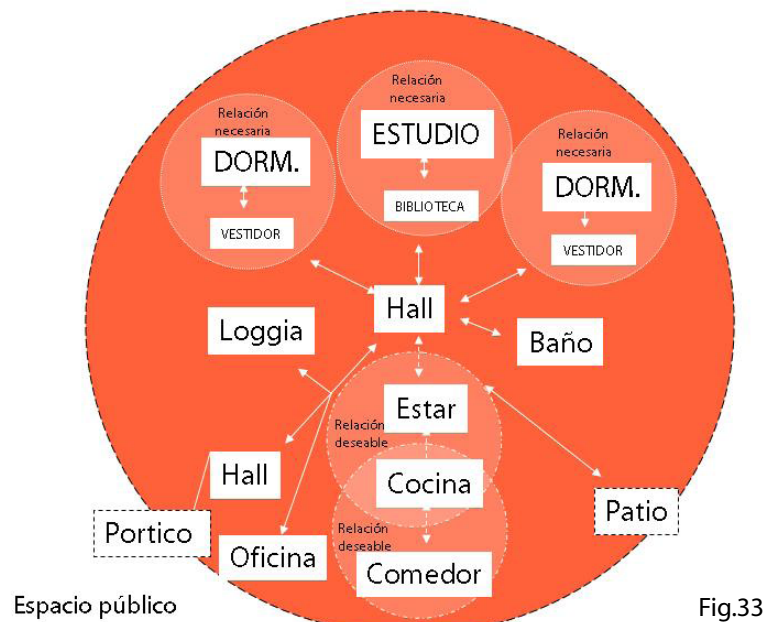 Relación
necesaria
DORM.
VESTIDOR
Relación
necesaria
ESTUDIO
BIBLIOTECA
Relación
necesaria
DORM.
VESTIDOR
Hall
Loggia
Baño
Estar
Relación
deseable
Hall
Cocina
Portico
Patio
Oficina
Relación
deseable
Comedor
Espacio público
Fig.33